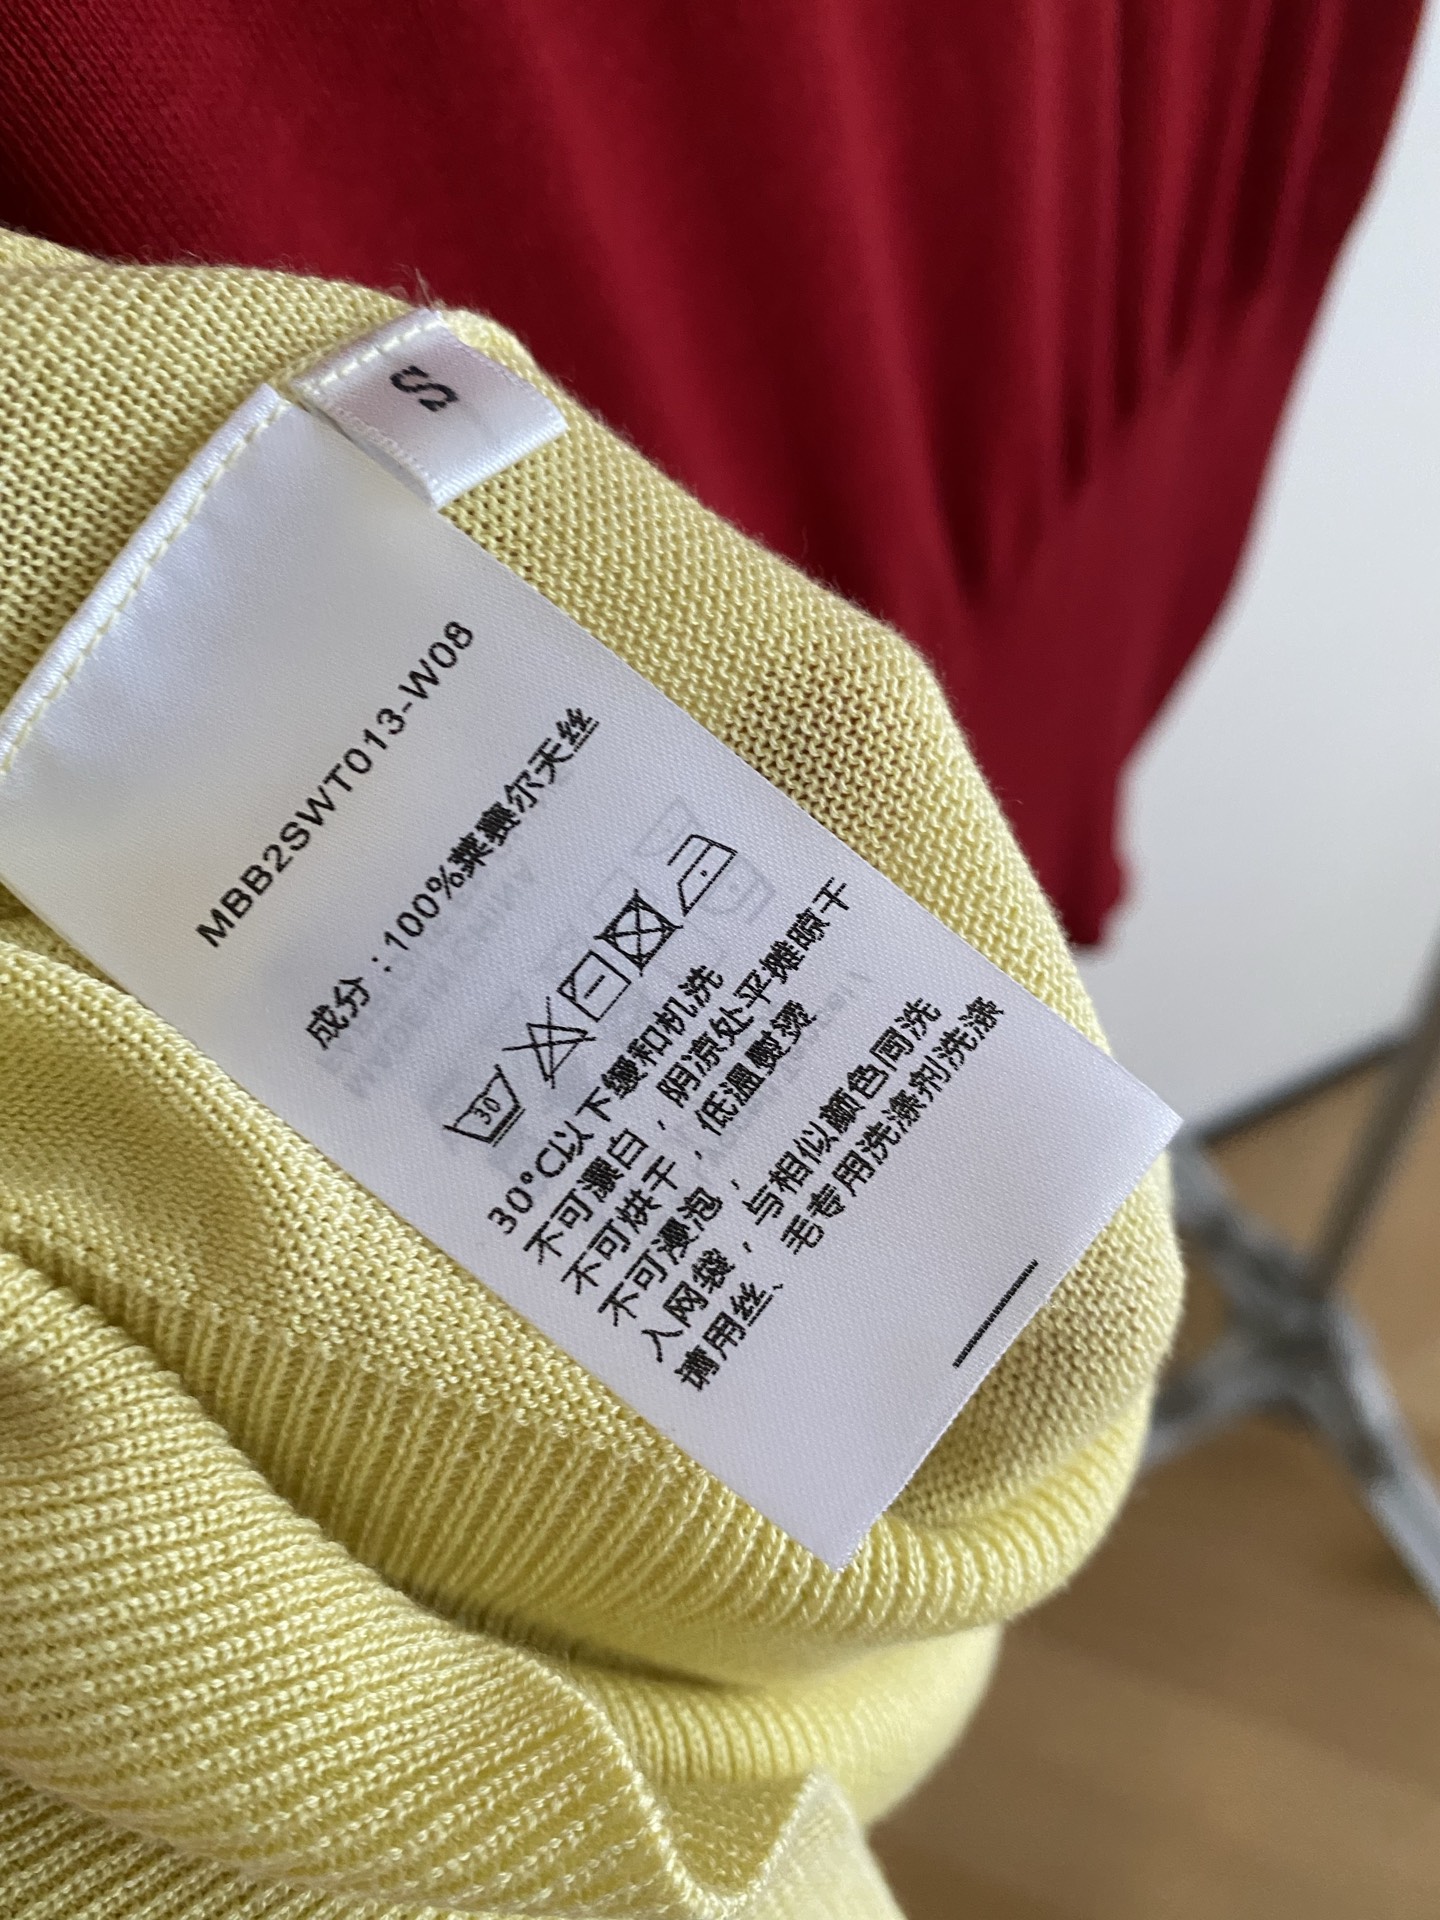 S
MBB2SWT013-W08
成分：100%莱赛尔天丝
30
30°C以下缓和机洗
不可漂白，阴凉处平摊晾干
不可烘干，低温熨烫
不可浸泡，
入网袋，与相似颜色同洗
请用丝、毛专用洗涤剂洗涤